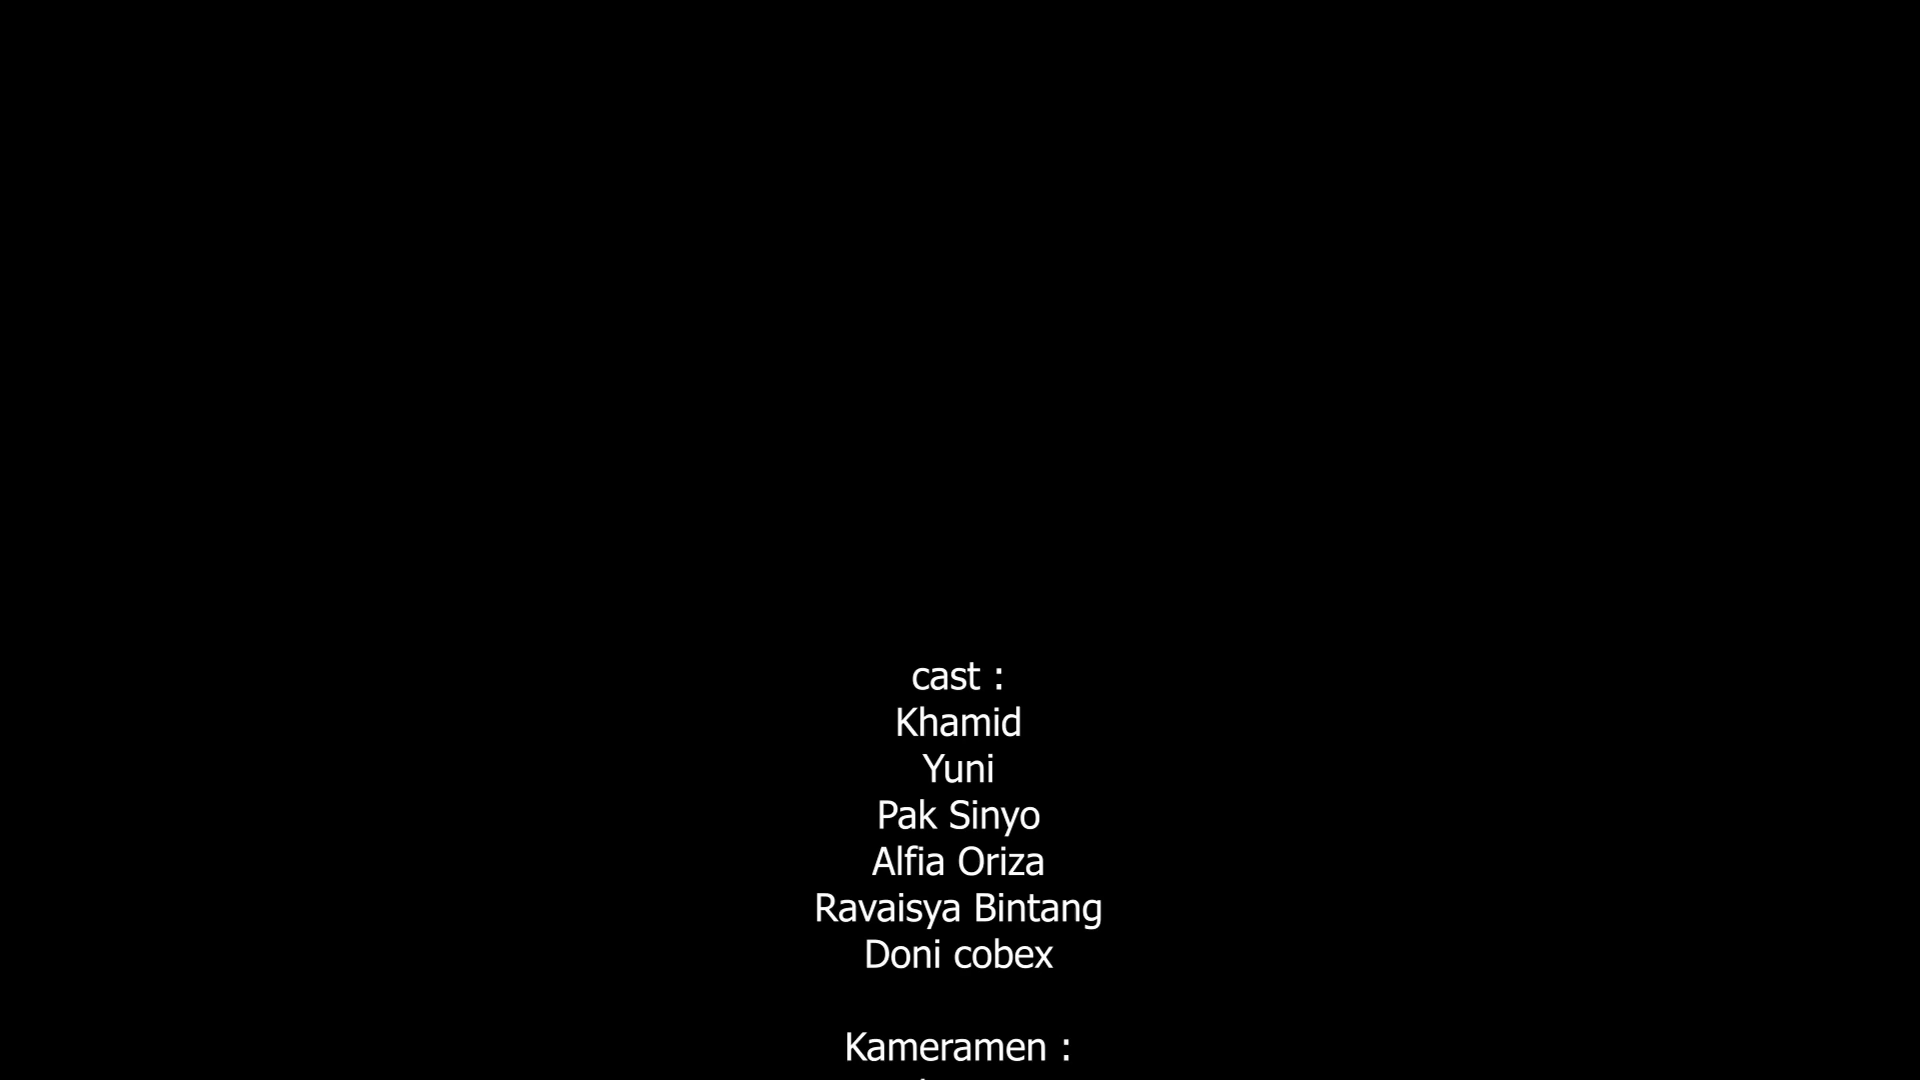 cast :
Khamid
Yuni
Pak Sinyo
Alfia Oriza
Ravaisya Bintang
Doni cobex
Kameramen :